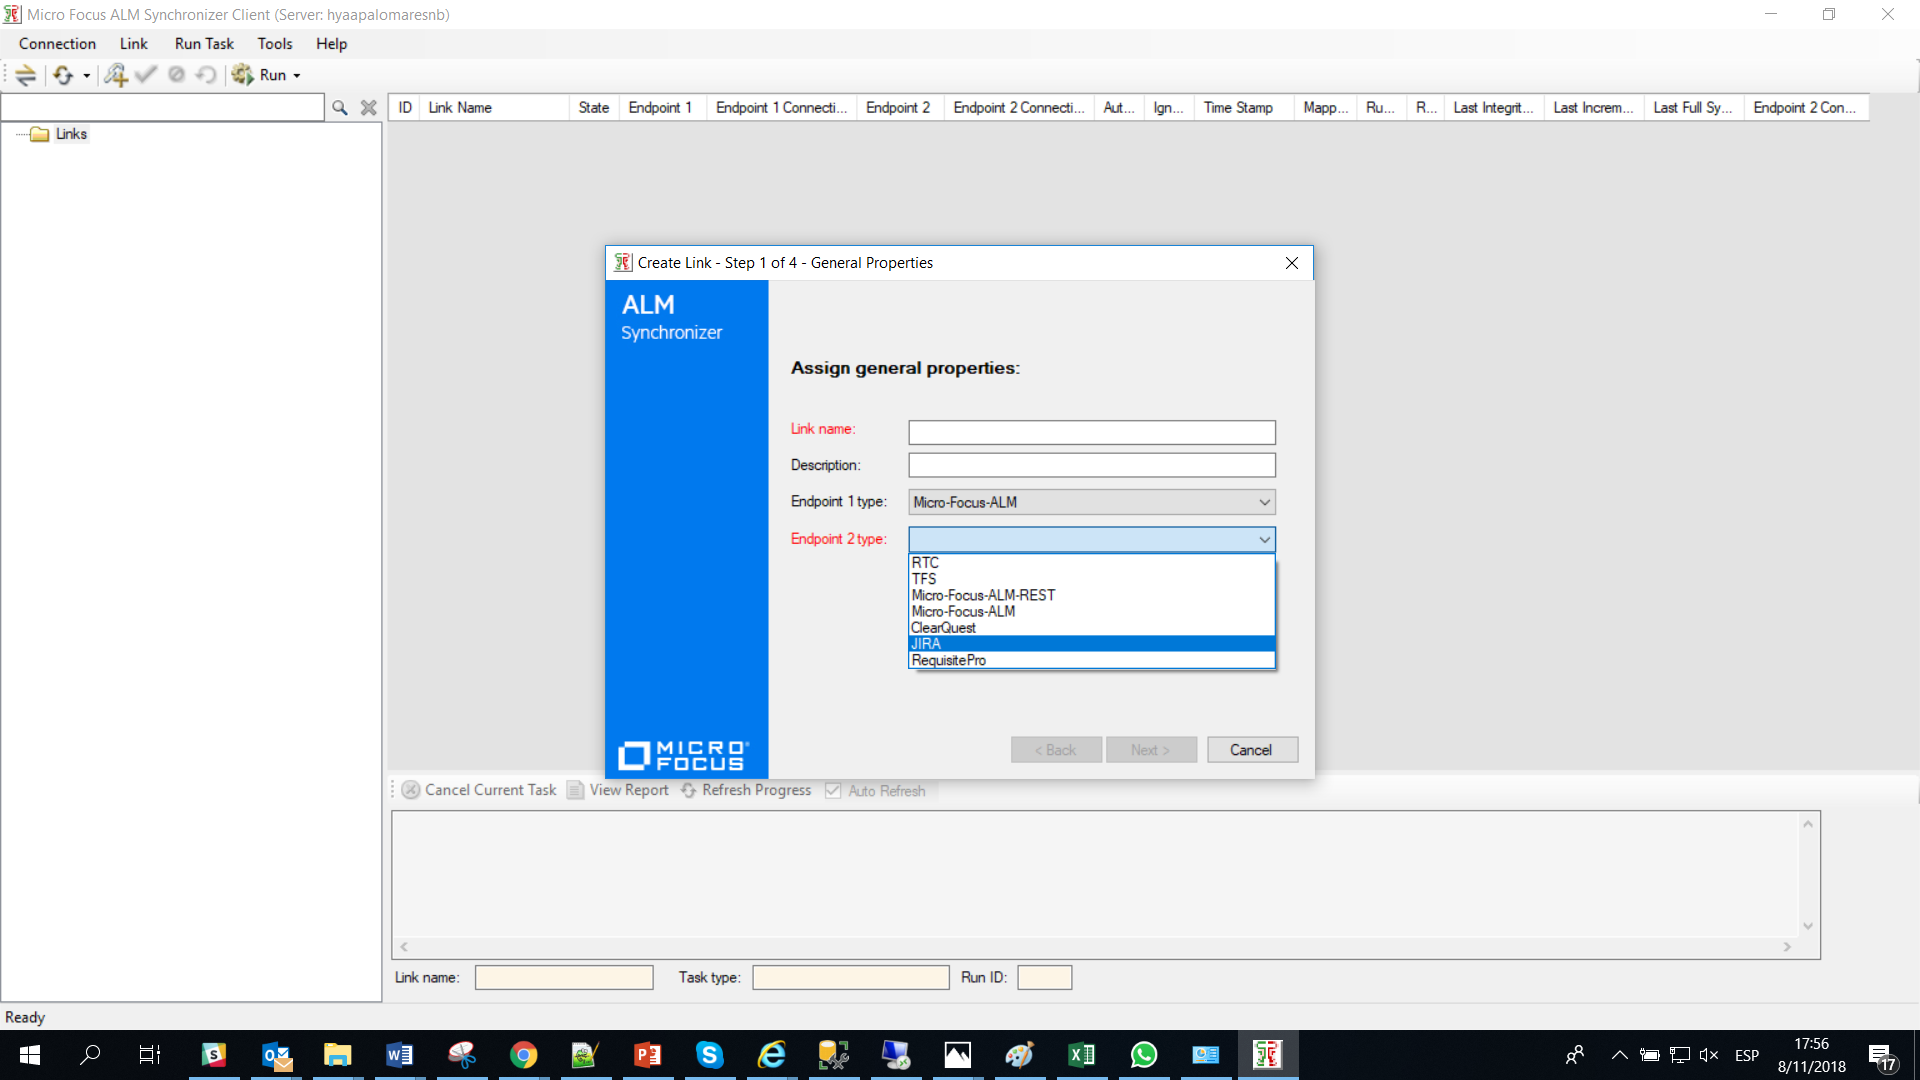 Micro Focus ALM Synchronizer Client (Server: hyaapalomaresnb)
Connection Link Run Task Tools Help
Run
ID Link Name State Endpoint 1 Endpoint 1 Connecti... Endpoint 2 Endpoint 2 Connecti... Aut... Ign... Time Stamp Mapp... Ru... R... Last Integrit... Last Increm... Last Full Sy... Endpoint 2 Con...
Links
Create Link - Step 1 of 4 - General Properties
ALM
Synchronizer
Assign general properties:
Link name:
Description:
Endpoint 1 type: Micro-Focus-ALM
Endpoint 2 type:
RTC
TFS
Micro-Focus-ALM-REST
Micro-Focus-ALM
ClearQuest
JIRA
RequisitePro
MICRO
FOCUS
< Back Next > Cancel
Cancel Current Task View Report Refresh Progress Auto Refresh
Link name: Task type: Run ID:
Ready
ESP
17:56
8/11/2018
17